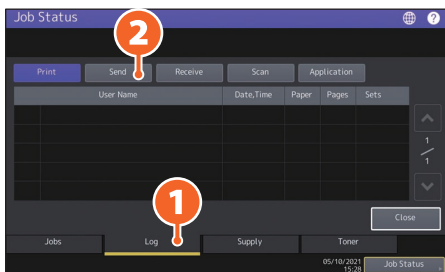 Job Status
?
2
Print Send Receive Scan Application
User Name Date,Time Paper Pages Sets
1
1
1
Close
Jobs Log Supply Toner
05/10/2021
15:28
Job Status